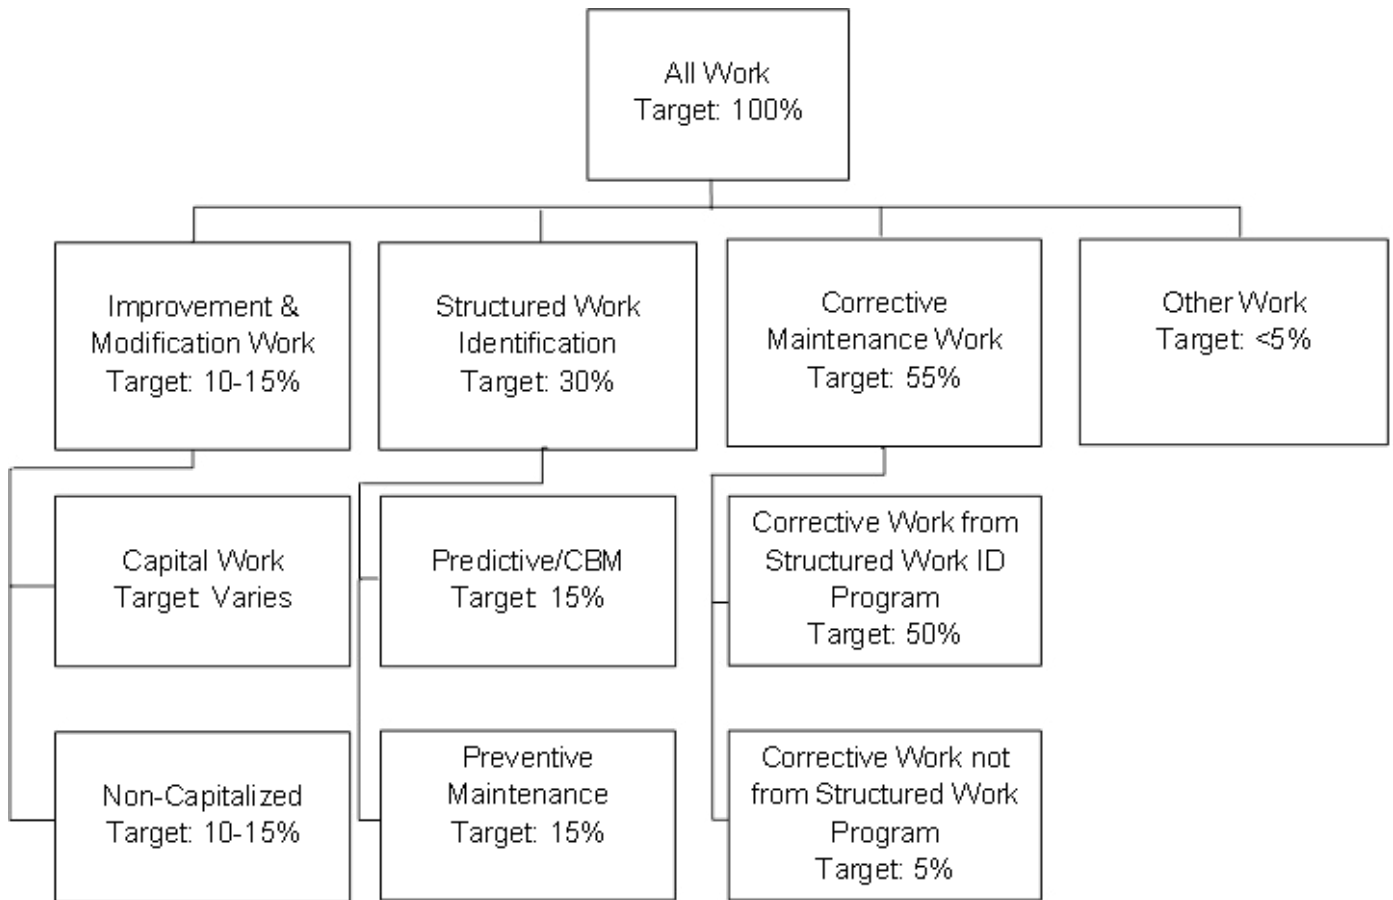 All Work
Target: 100%
Improvement &
Modification Work
Target: 10-15%
Structured Work
Identification
Target: 30%
Corrective
Maintenance Work
Target: 55%
Other Work
Target: <5%
Capital Work
Target: Varies
Predictive/CBM
Target: 15%
Corrective Work from
Structured Work ID
Program
Target: 50%
Non-Capitalized
Target: 10-15%
Preventive
Maintenance
Target: 15%
Corrective Work not
from Structured Work
Program
Target: 5%